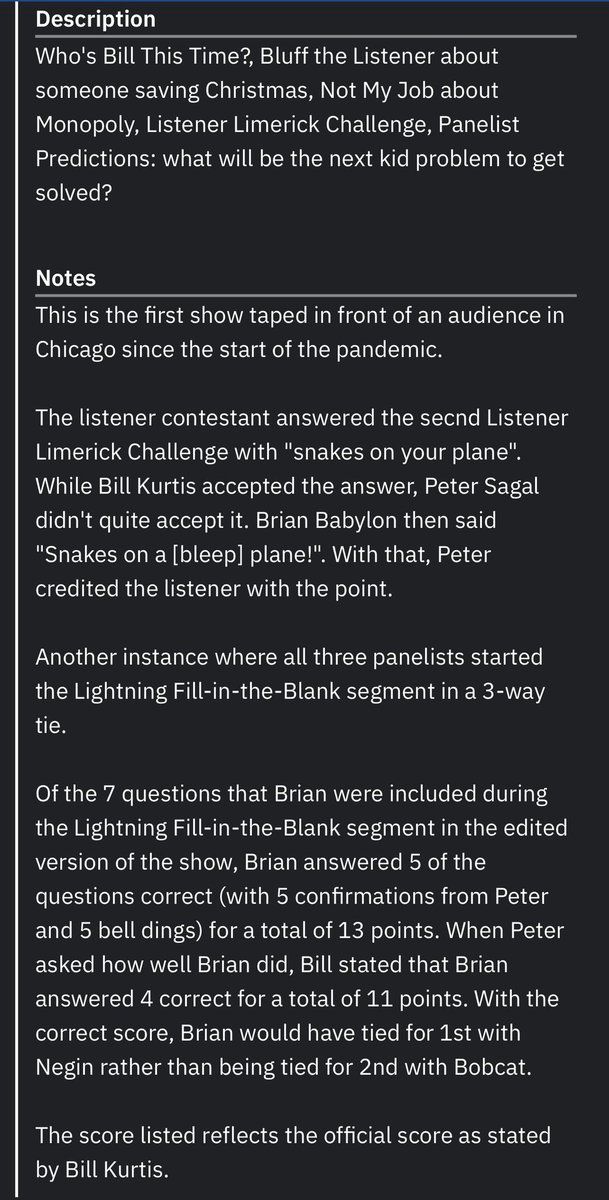 Description
Who's Bill This Time?, Bluff the Listener about
someone saving Christmas, Not My Job about
Monopoly, Listener Limerick Challenge, Panelist
Predictions: what will be the next kid problem to get
solved?
Notes
This is the first show taped in front of an audience in
Chicago since the start of the pandemic.
The listener contestant answered the secnd Listener
Limerick Challenge with "snakes on your plane".
While Bill Kurtis accepted the answer, Peter Sagal
didn't quite accept it. Brian Babylon then said
"Snakes on a [bleep] plane!". With that, Peter
credited the listener with the point.
Another instance where all three panelists started
the Lightning Fill-in-the-Blank segment in a 3-way
tie.
Of the 7 questions that Brian were included during
the Lightning Fill-in-the-Blank segment in the edited
version of the show, Brian answered 5 of the
questions correct (with 5 confirmations from Peter
and 5 bell dings) for a total of 13 points. When Peter
asked how well Brian did, Bill stated that Brian
answered 4 correct for a total of 11 points. With the
correct score, Brian would have tied for 1st with
Negin rather than being tied for 2nd with Bobcat.
The score listed reflects the official score as stated
by Bill Kurtis.